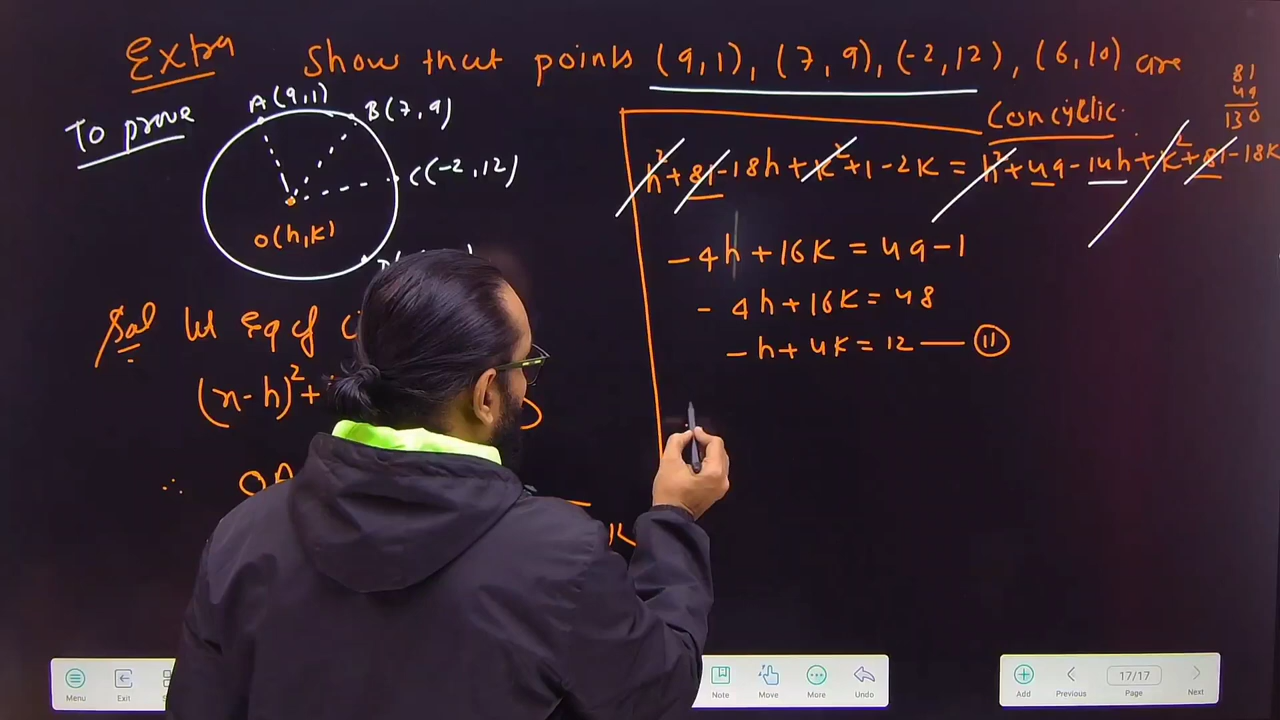 Extra Show that points (9,1), (7,9), (-2,12), (6,10) are
Concyclic.
81
49
130
To prove
A(9,1)
B(7,9)
C(-2,12)
O(h,k)
h²+81-18h+k²+1-2k = h²+49-14h+k²+81-18k
-4h+16k = 49-1
-4h+16k = 48
-h+4k = 12 — (11)
Sol let Eq of
(x-h)²+
∴
Menu
Exit
Note
Move
More
Undo
Add
Previous
17/17
Page
Next